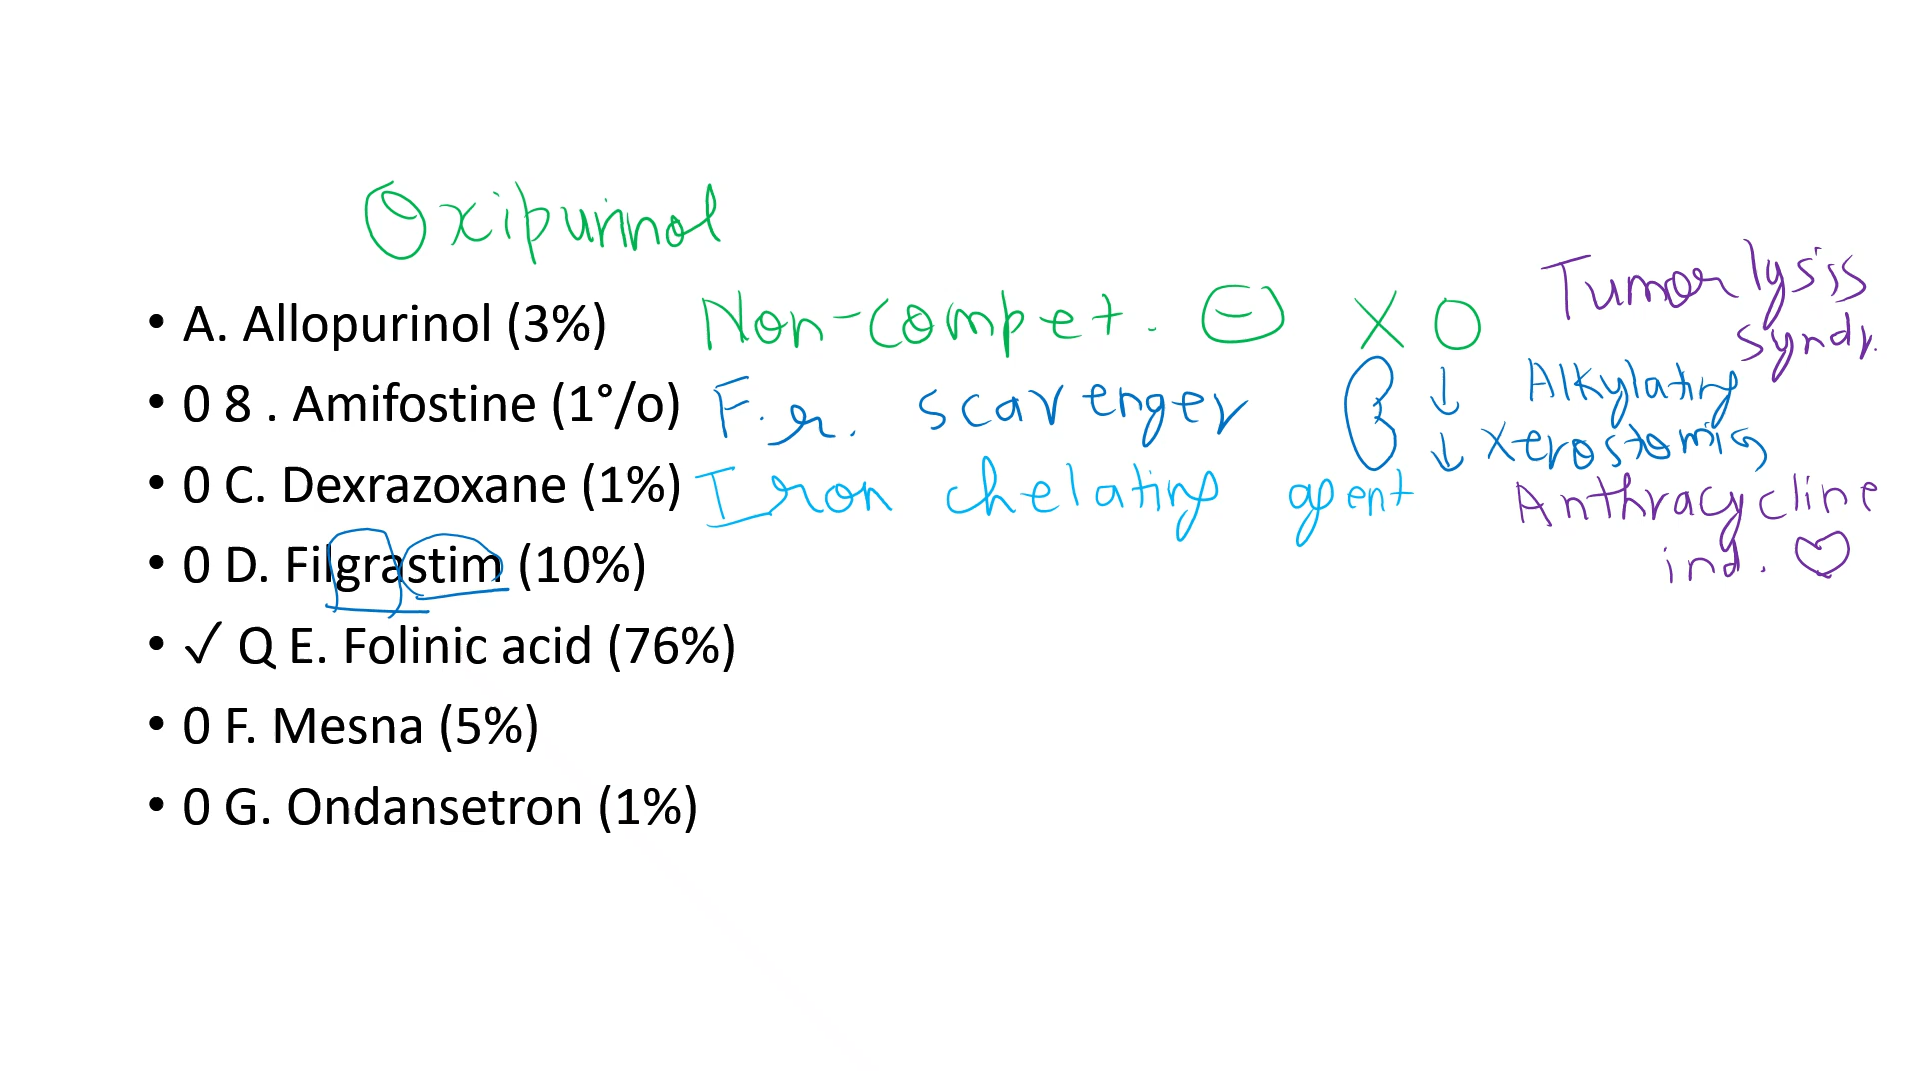 Oxipurinol
• A. Allopurinol (3%) Non-compet. ⊖ XO Tumor lysis syndr.
• 0 8 . Amifostine (1°/o) F.r. scavenger ↓ Alkylating
↓ Xerostomia
• 0 C. Dexrazoxane (1%) Iron chelating agent Anthracycline
ind. ♡
• 0 D. Filgrastim (10%)
• ✓ Q E. Folinic acid (76%)
• 0 F. Mesna (5%)
• 0 G. Ondansetron (1%)